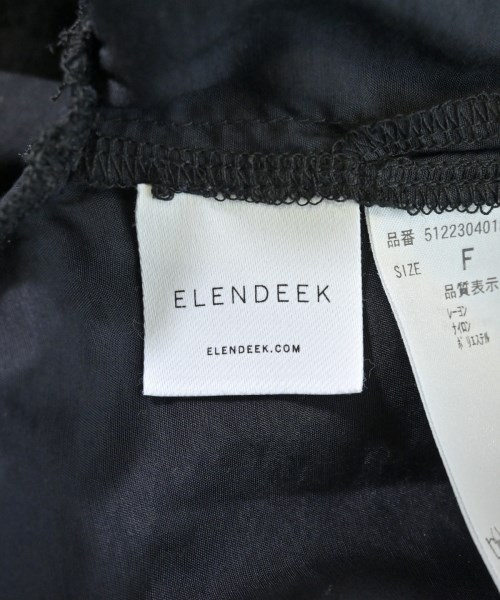 ELENDEEK
ELENDEEK.COM
品番 512230401
SIZE F
品質表示
レーヨン
ナイロン
ポリエステル